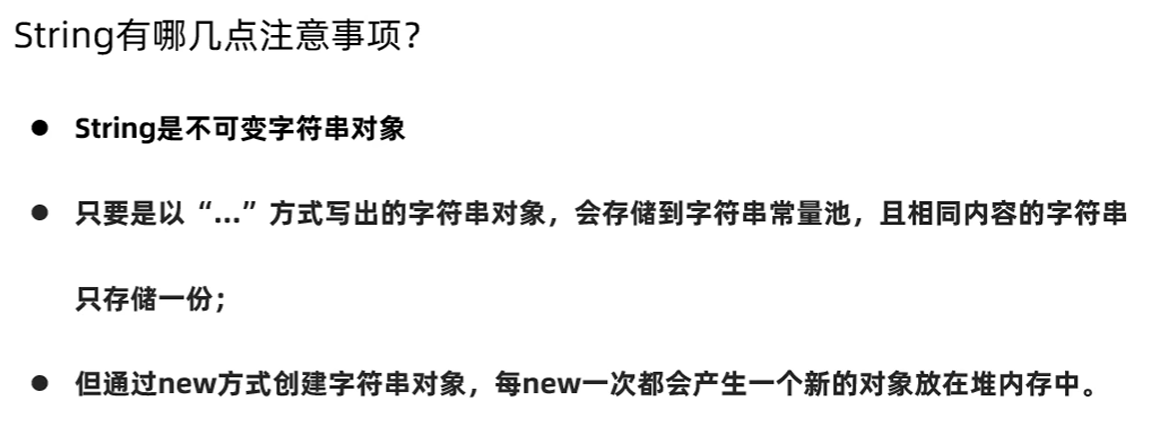 String有哪几点注意事项?
● String是不可变字符串对象
● 只要是以“...”方式写出的字符串对象，会存储到字符串常量池，且相同内容的字符串
只存储一份；
● 但通过new方式创建字符串对象，每new一次都会产生一个新的对象放在堆内存中。